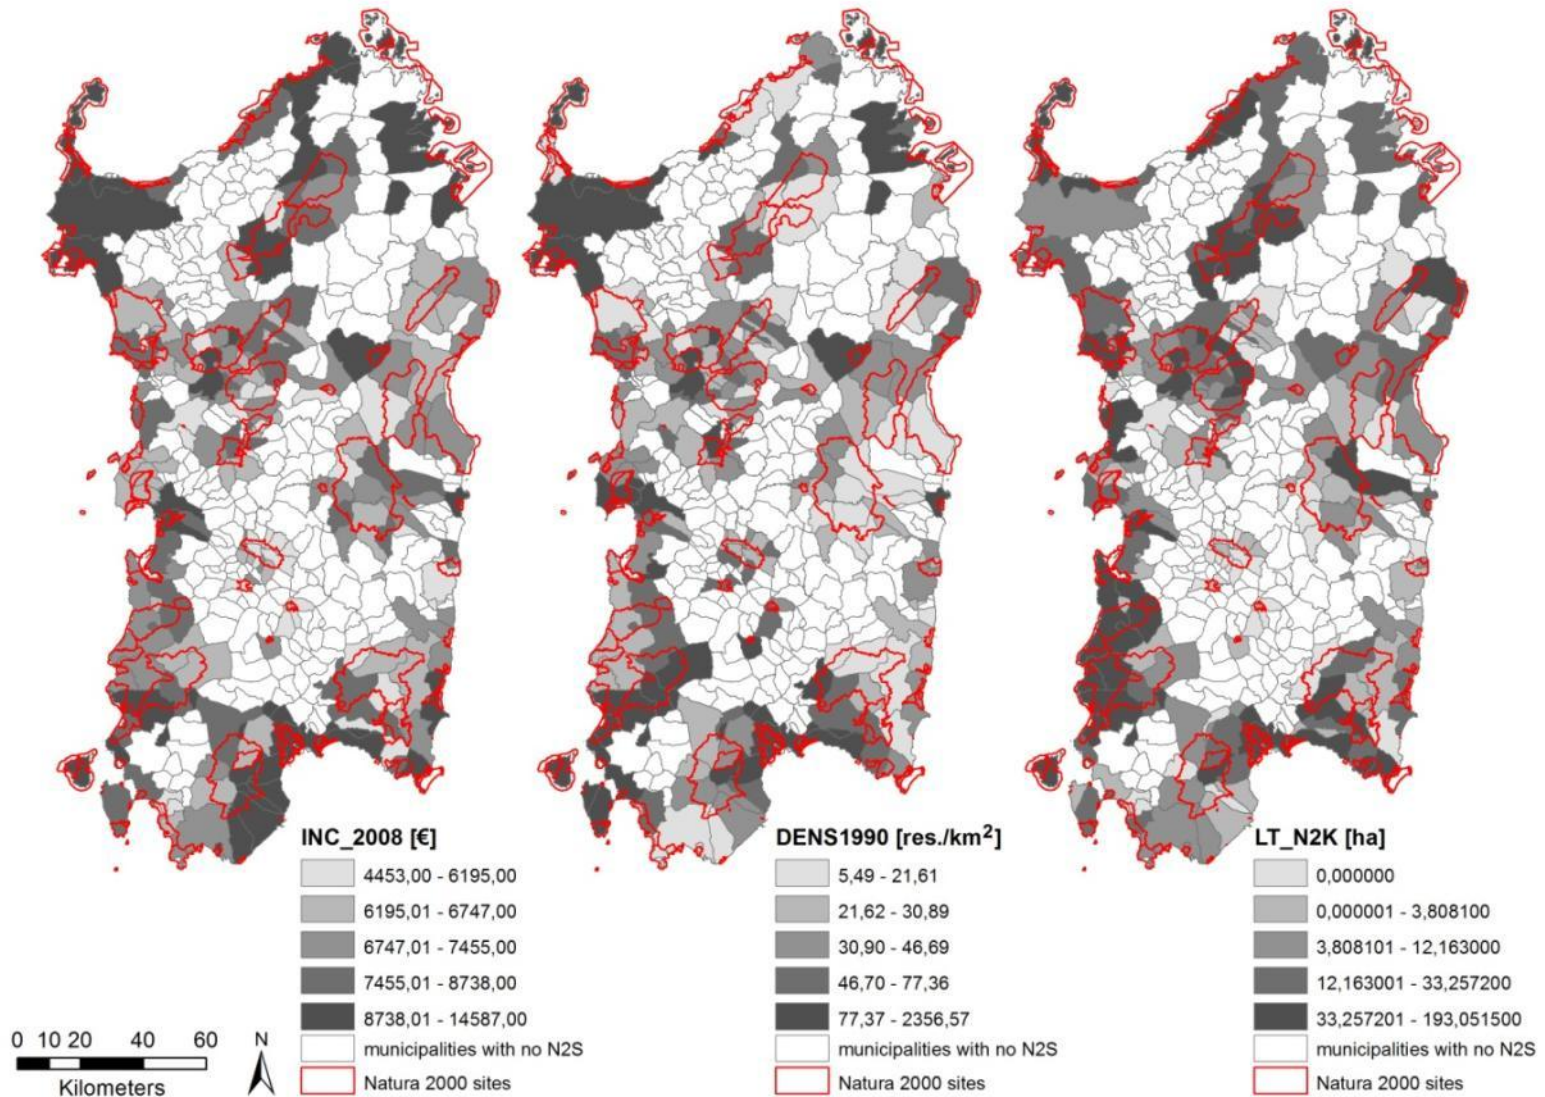 INC_2008 [€]
4453,00 - 6195,00
6195,01 - 6747,00
6747,01 - 7455,00
7455,01 - 8738,00
8738,01 - 14587,00
municipalities with no N2S
Natura 2000 sites
DENS1990 [res./km²]
5,49 - 21,61
21,62 - 30,89
30,90 - 46,69
46,70 - 77,36
77,37 - 2356,57
municipalities with no N2S
Natura 2000 sites
LT_N2K [ha]
0,000000
0,000001 - 3,808100
3,808101 - 12,163000
12,163001 - 33,257200
33,257201 - 193,051500
municipalities with no N2S
Natura 2000 sites
0 10 20 40 60
Kilometers
N